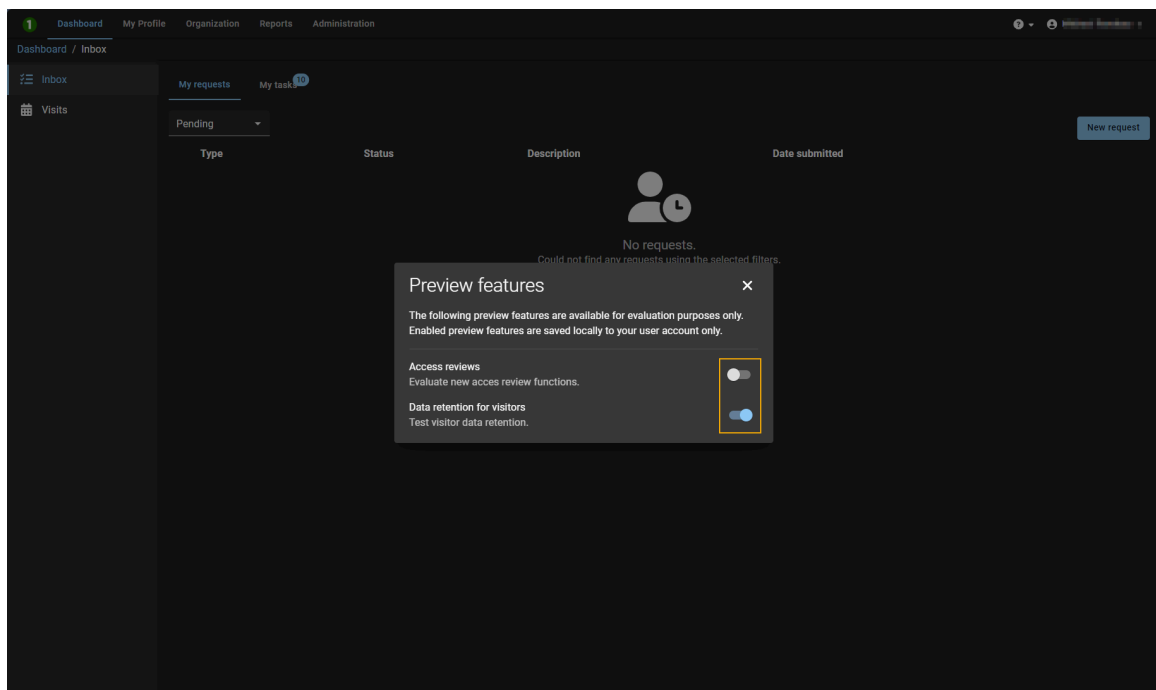 1 Dashboard My Profile Organization Reports Administration
Dashboard / Inbox
Inbox
Visits
My requests My tasks 10
Pending
New request
Type Status Description Date submitted
No requests.
Could not find any requests using the selected filters.
Preview features
The following preview features are available for evaluation purposes only.
Enabled preview features are saved locally to your user account only.
Access reviews
Evaluate new acces review functions.
Data retention for visitors
Test visitor data retention.